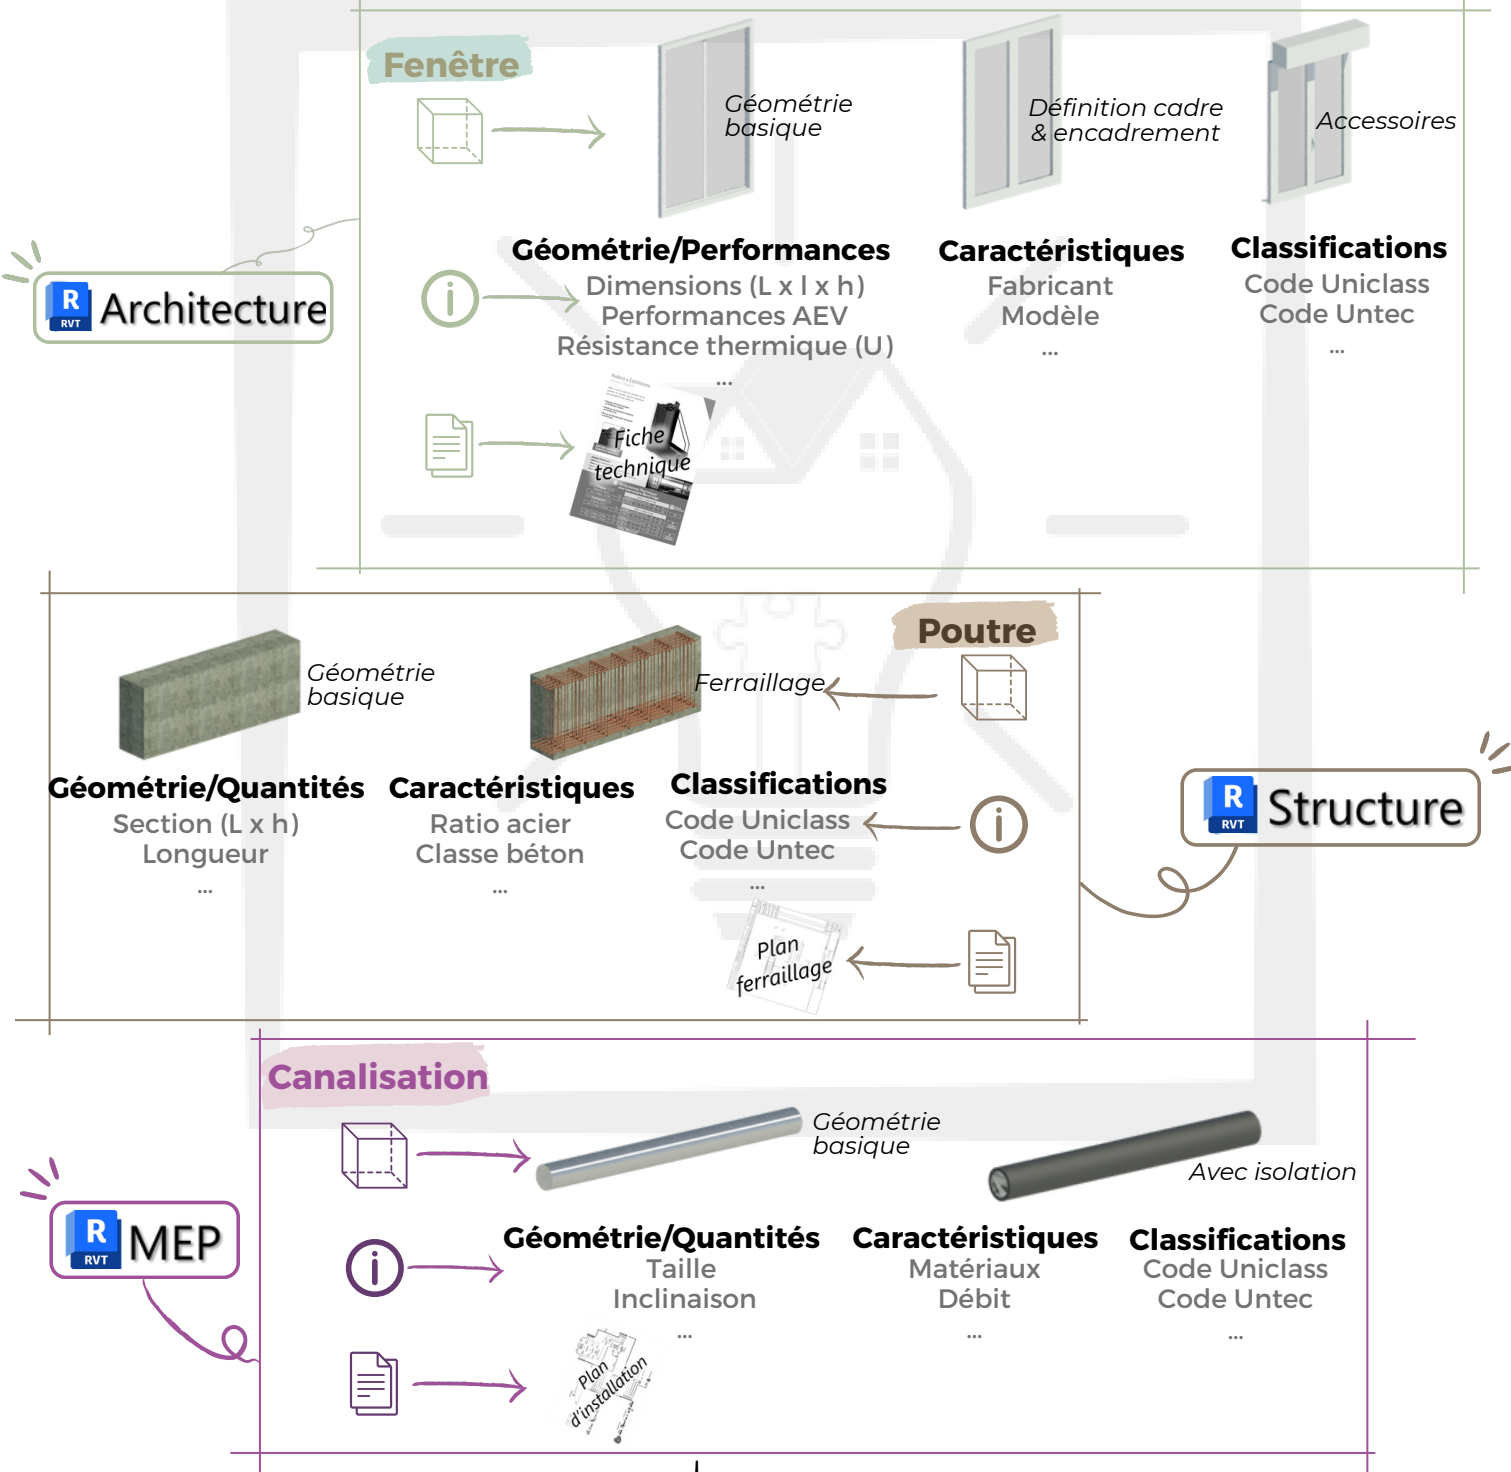 Fenêtre
Géométrie
basique
Définition cadre
& encadrement
Accessoires
R
RVT
Architecture
Géométrie/Performances
Dimensions (L x l x h)
Performances AEV
Résistance thermique (U)
...
Caractéristiques
Fabricant
Modèle
...
Classifications
Code Uniclass
Code Untec
...
Fiche
technique
Poutre
Géométrie
basique
Ferraillage
Géométrie/Quantités
Section (L x h)
Longueur
...
Caractéristiques
Ratio acier
Classe béton
...
Classifications
Code Uniclass
Code Untec
...
R
RVT
Structure
Plan
ferraillage
Canalisation
Géométrie
basique
Avec isolation
R
RVT
MEP
Géométrie/Quantités
Taille
Inclinaison
...
Caractéristiques
Matériaux
Débit
...
Classifications
Code Uniclass
Code Untec
...
Plan
d'installation